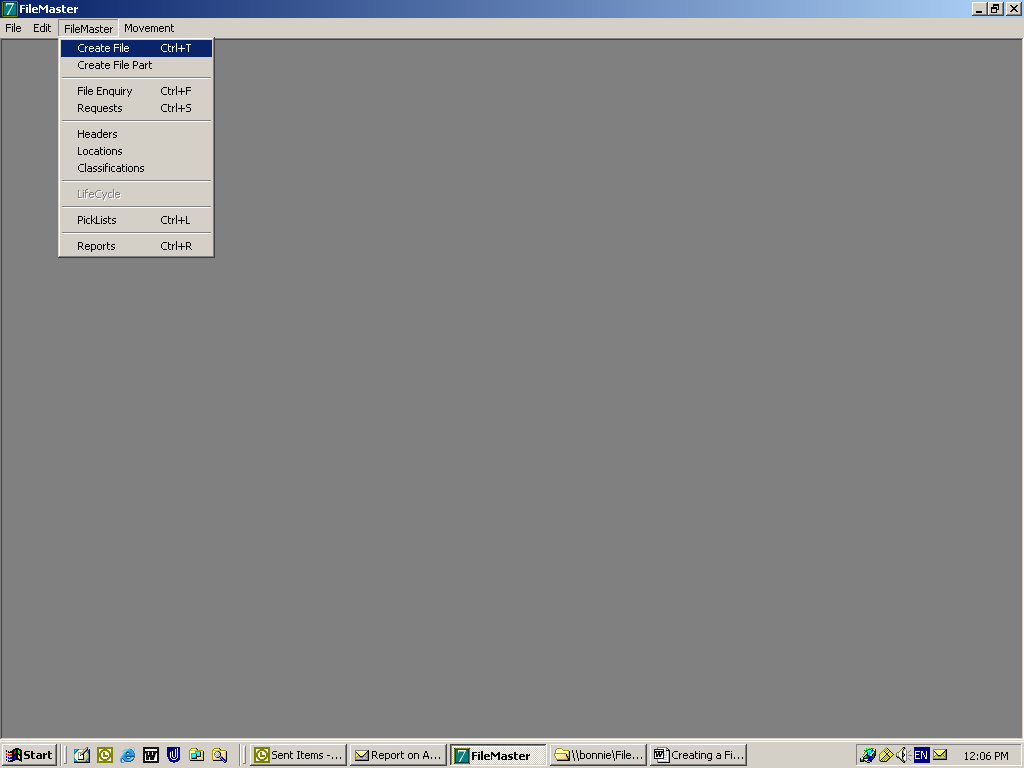 FileMaster
File Edit FileMaster Movement
Create File Ctrl+T
Create File Part
File Enquiry Ctrl+F
Requests Ctrl+S
Headers
Locations
Classifications
LifeCycle
PickLists Ctrl+L
Reports Ctrl+R
Start Sent Items -... Report on A... FileMaster \\bonnie\File... Creating a Fi... EN 12:06 PM